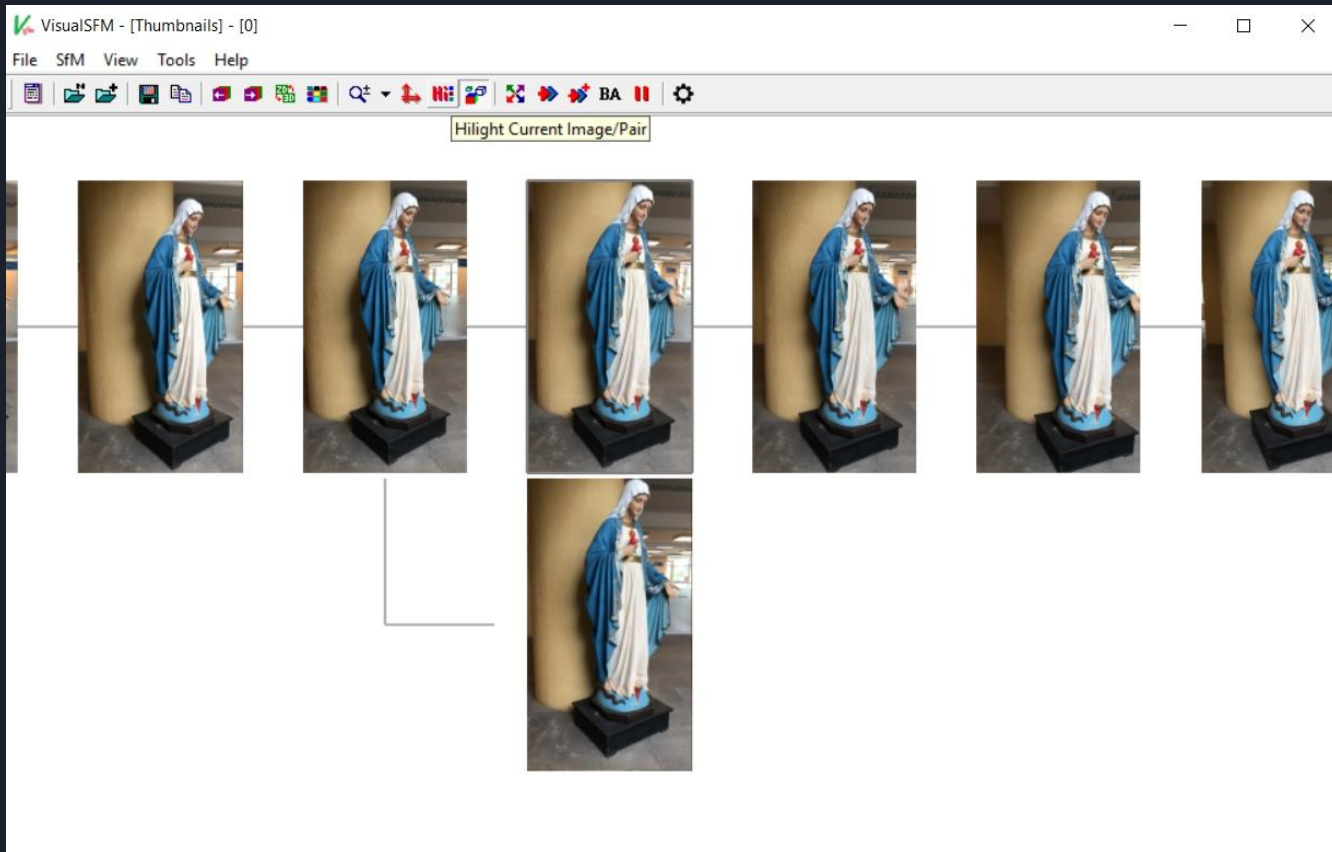 VisualSFM - [Thumbnails] - [0]
File SfM View Tools Help
BA
Hilight Current Image/Pair